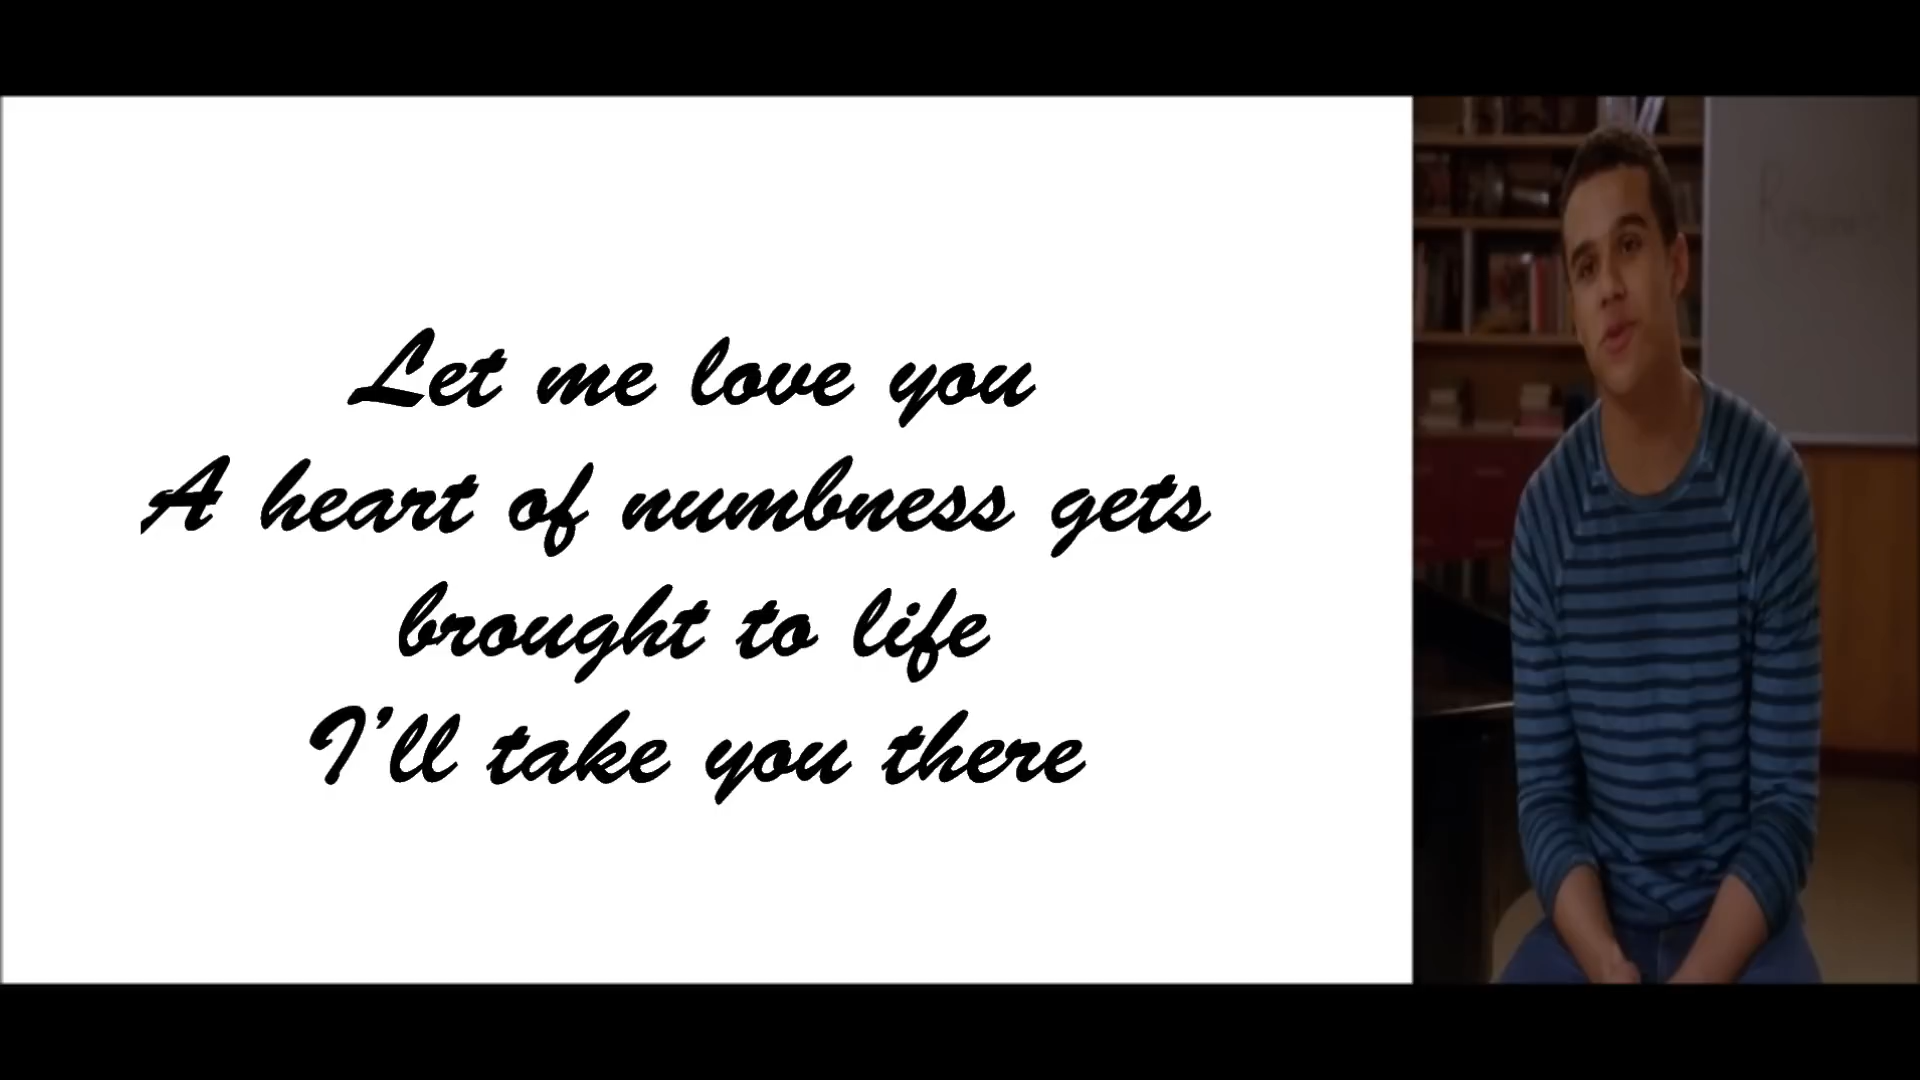 Let me love you
A heart of numbness gets
brought to life
I'll take you there